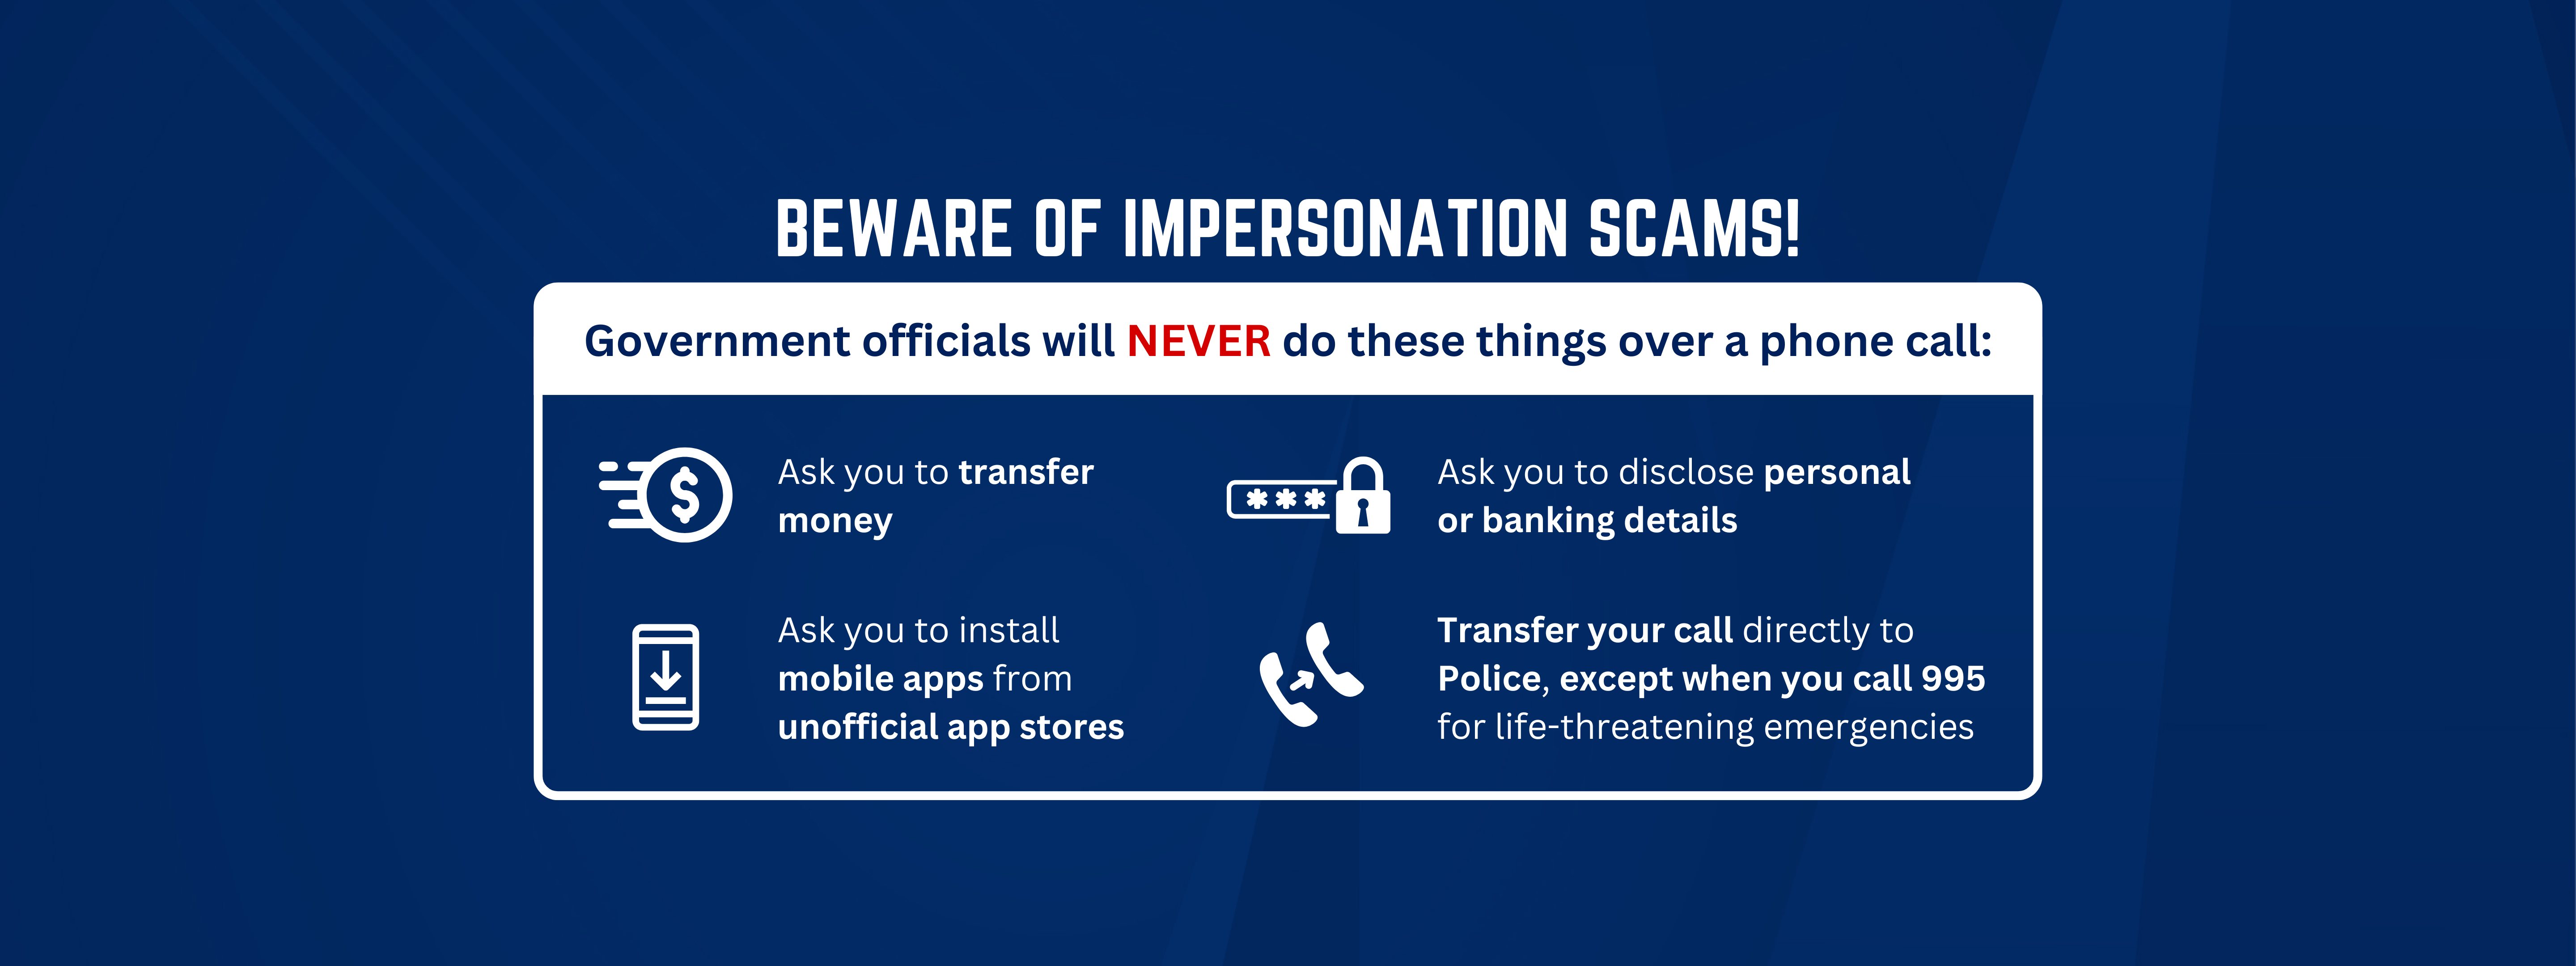 BEWARE OF IMPERSONATION SCAMS!
Government officials will NEVER do these things over a phone call:
Ask you to transfer
money
Ask you to disclose personal
or banking details
Ask you to install
mobile apps from
unofficial app stores
Transfer your call directly to
Police, except when you call 995
for life-threatening emergencies